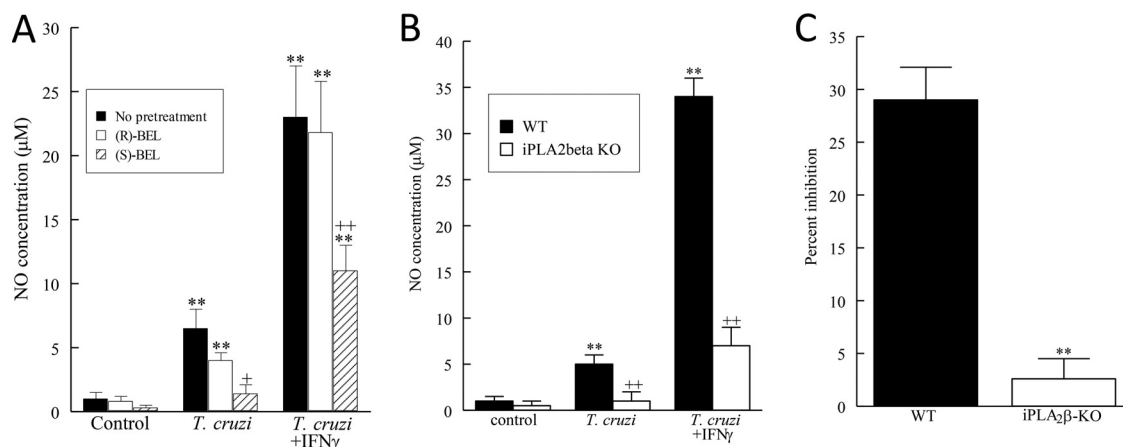 A
NO concentration (μM)
30
25
20
15
10
5
0
No pretreatment
(R)-BEL
(S)-BEL
**
**
++
**
**
**
+
Control
T. cruzi
T. cruzi
+IFNγ
B
NO concentration (μM)
40
35
30
25
20
15
10
5
0
WT
iPLA2beta KO
**
++
**
++
control
T. cruzi
T. cruzi
+IFNγ
C
Percent inhibition
35
30
25
20
15
10
5
0
**
WT
iPLA₂β-KO